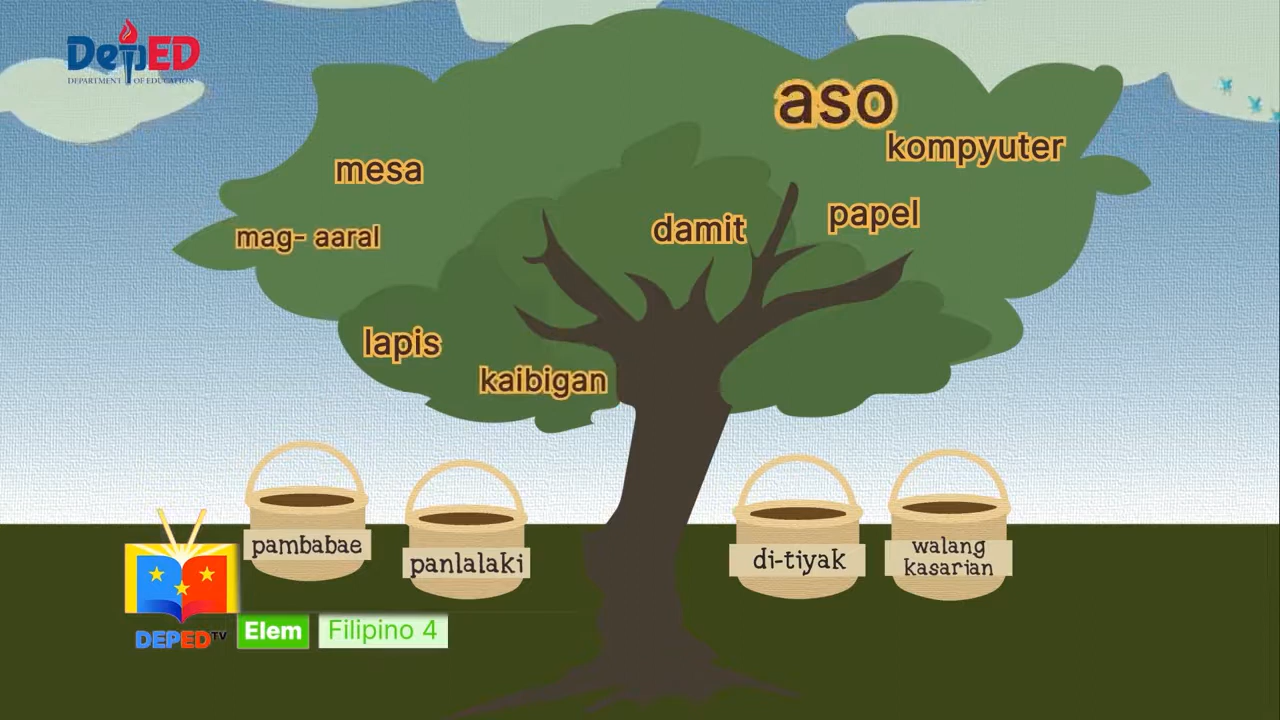 DepED
DEPARTMENT OF EDUCATION
aso
kompyuter
mesa
papel
damit
mag- aaral
lapis
kaibigan
pambabae
panlalaki
di-tiyak
walang
kasarian
DEPED TV
Elem
Filipino 4